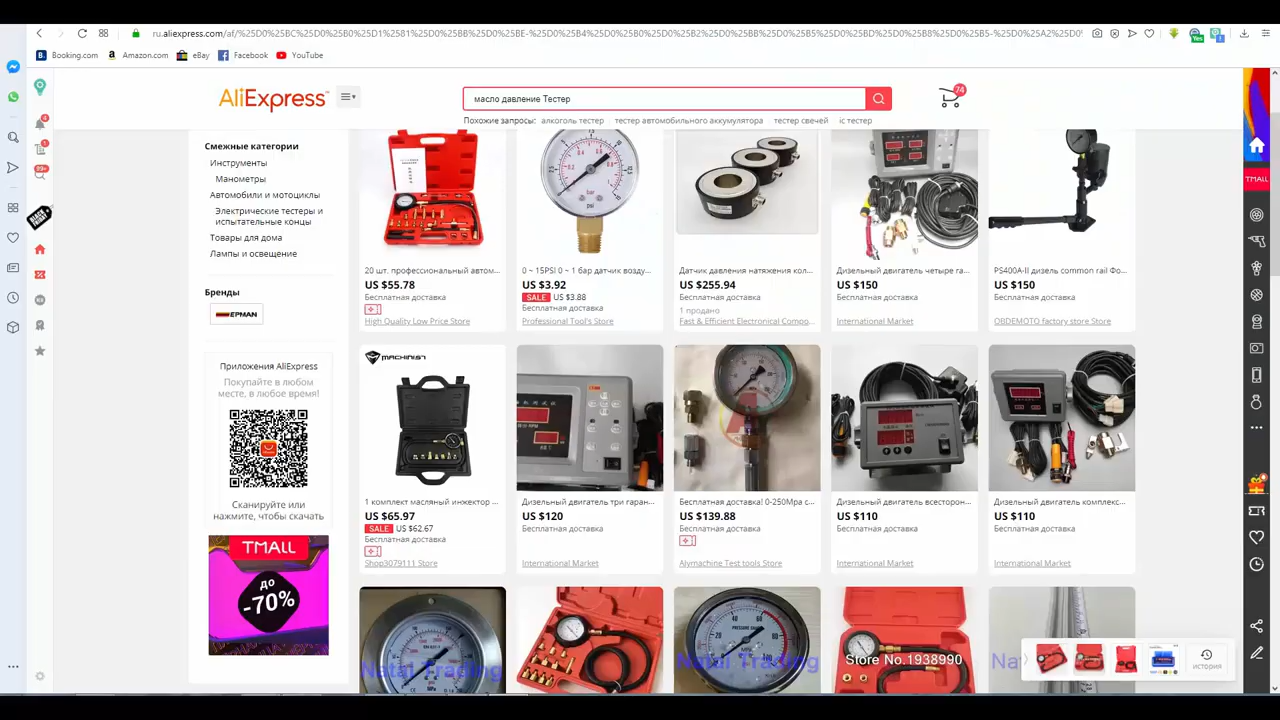 ru.aliexpress.com/af/
Booking.com
Amazon.com
eBay
Facebook
YouTube
AliExpress
масло давление Тестер
74
Похожие запросы:
алкоголь тестер
тестер автомобильного аккумулятора
тестер свечей
ic тестер
Смежные категории
Инструменты
Манометры
Автомобили и мотоциклы
Электрические тестеры и
испытательные концы
Товары для дома
Лампы и освещение
Бренды
EPMAN
Приложения AliExpress
Покупайте в любом
месте, в любое время!
Сканируйте или
нажмите, чтобы скачать
TMALL
до
-70%
20 шт. профессиональный автом...
US $55.78
Бесплатная доставка
High Quality Low Price Store
0 ~ 15PSI 0 ~ 1 бар датчик возду...
US $3.92
SALE US $3.88
Бесплатная доставка
Professional Tool's Store
Датчик давления натяжения кол...
US $255.94
Бесплатная доставка
1 продано
Fast & Efficient Electronical Compo...
Дизельный двигатель четыре га...
US $150
Бесплатная доставка
International Market
PS400A-II дизель common rail Фо...
US $150
Бесплатная доставка
OBDEMOTO factory store Store
MACHINIST
1 комплект масляный инжектор ...
US $65.97
SALE US $62.67
Бесплатная доставка
Shop3079111 Store
Дизельный двигатель три гаран...
US $120
Бесплатная доставка
International Market
Бесплатная доставка! 0-250Mpa с...
US $139.88
Бесплатная доставка
Alymachine Test tools Store
Дизельный двигатель всесторон...
US $110
Бесплатная доставка
International Market
Дизельный двигатель комплекс...
US $110
Бесплатная доставка
International Market
Natal Trading
Natal Trading
Store No.1938990
Nat
история
TMALL